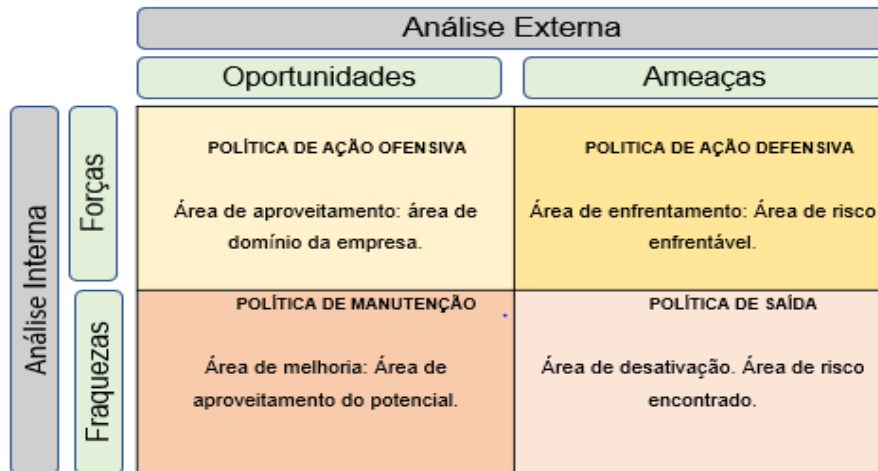 Análise Externa
Oportunidades
Ameaças
Análise Interna
Forças
POLÍTICA DE AÇÃO OFENSIVA
Área de aproveitamento: área de
domínio da empresa.
POLITICA DE AÇÃO DEFENSIVA
Área de enfrentamento: Área de risco
enfrentável.
Fraquezas
POLÍTICA DE MANUTENÇÃO
Área de melhoria: Área de
aproveitamento do potencial.
POLÍTICA DE SAÍDA
Área de desativação. Área de risco
encontrado.